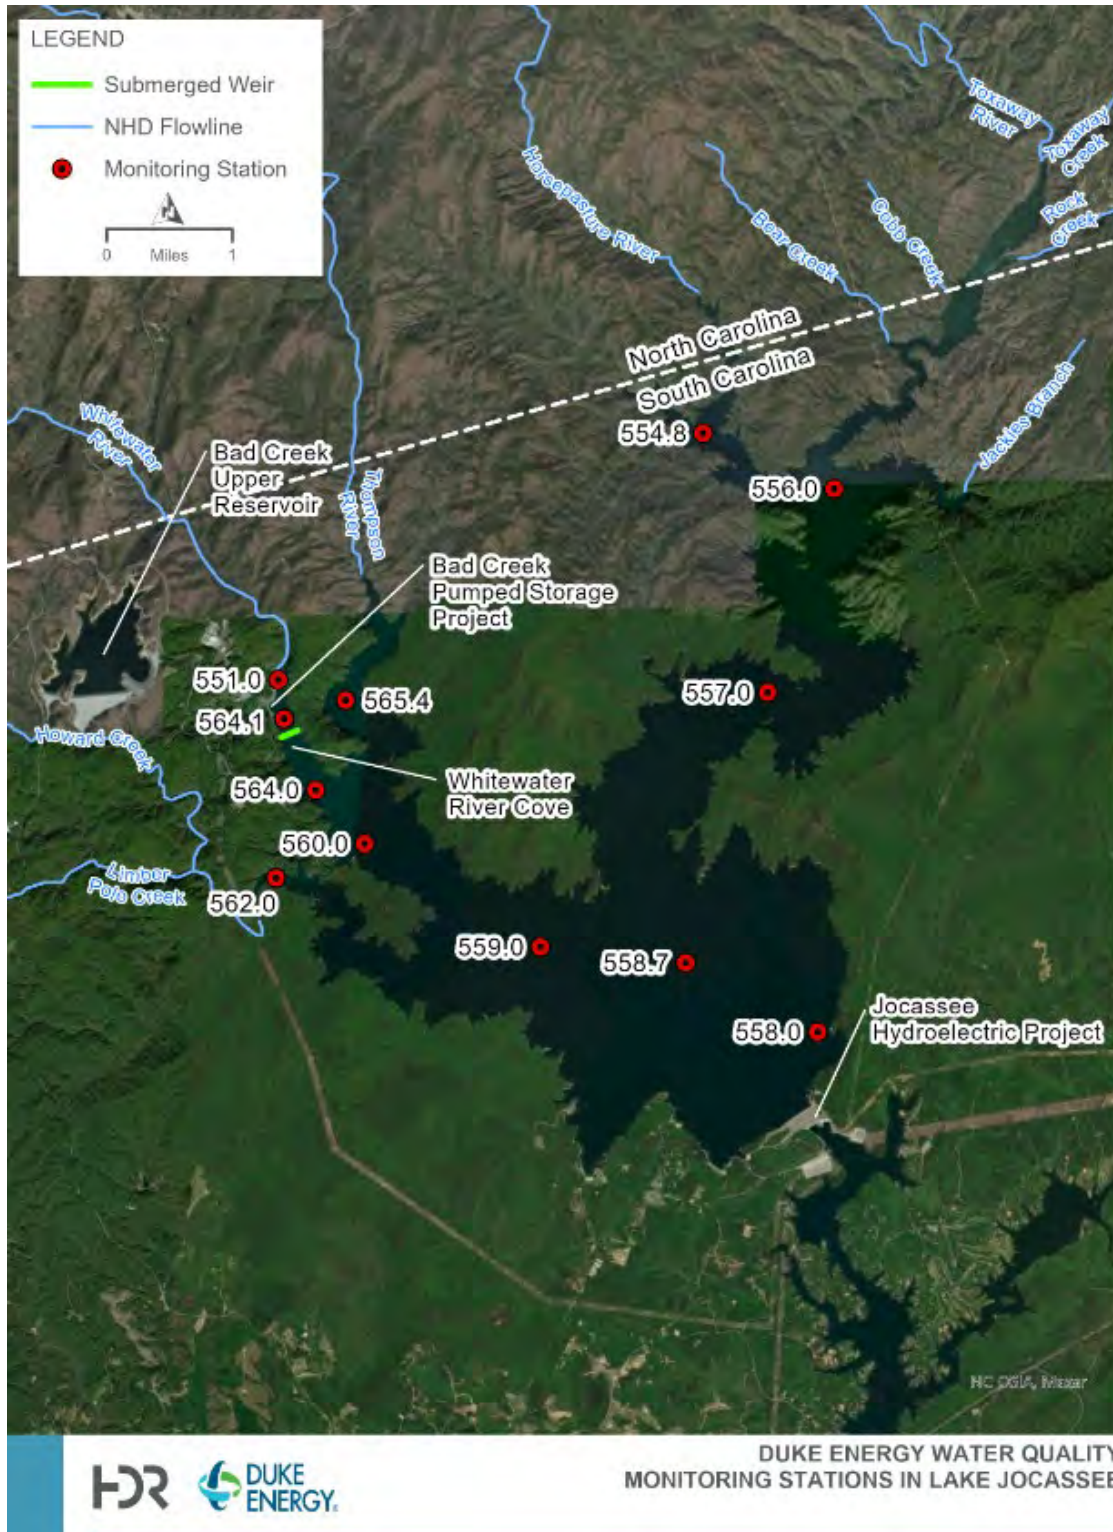 LEGEND
Submerged Weir
NHD Flowline
Monitoring Station
0 Miles 1
Toxaway
River
Toxaway
Creek
Rock
Creek
Horsepasture River
Bear Creek
Cobb Creek
North Carolina
South Carolina
Jackies Branch
Whitewater
River
Bad Creek
Upper
Reservoir
Thompson
River
554.8
556.0
Bad Creek
Pumped Storage
Project
551.0
565.4
564.1
557.0
Howard Creek
Whitewater
River Cove
564.0
560.0
Limber
Pole Creek
562.0
559.0
558.7
558.0
Jocassee
Hydroelectric Project
NC CGIA, Maxar
HDR
DUKE
ENERGY®
DUKE ENERGY WATER QUALITY
MONITORING STATIONS IN LAKE JOCASSEE